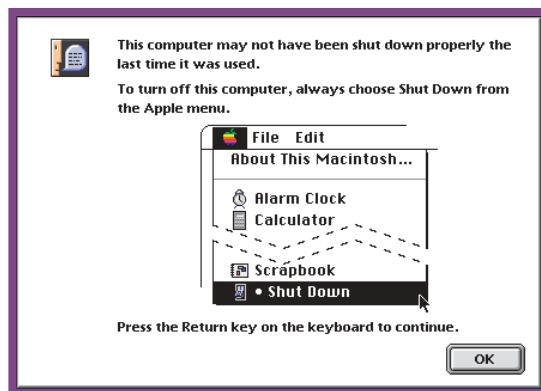 This computer may not have been shut down properly the
last time it was used.
To turn off this computer, always choose Shut Down from
the Apple menu.
File Edit
About This Macintosh...
Alarm Clock
Calculator
Scrapbook
• Shut Down
Press the Return key on the keyboard to continue.
OK